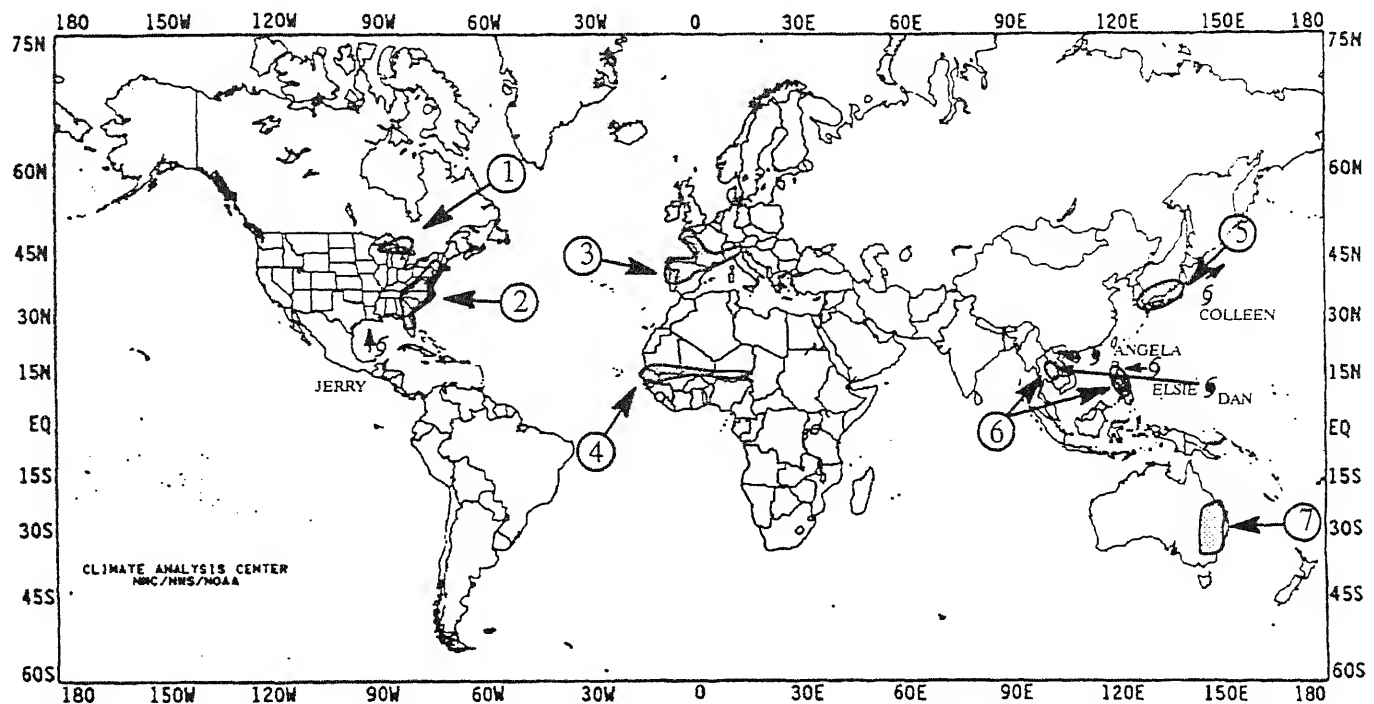 180 150W 120W 90W 60W 30W 0 30E 60E 90E 120E 150E 180
75N 75N
60N 60N
1
5
45N 3 45N
2
COLLEEN
30N 30N
ANGELA
15N 15N
JERRY ELSIE DAN
6
EQ EQ
4
15S 15S
7
30S 30S
CLIMATE ANALYSIS CENTER
NMC/NWS/NOAA
45S 45S
60S 60S
180 150W 120W 90W 60W 30W 0 30E 60E 90E 120E 150E 180